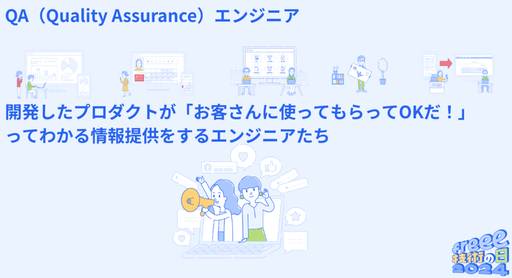 QA（Quality Assurance）エンジニア
開発したプロダクトが「お客さんに使ってもらってOKだ！」
ってわかる情報提供をするエンジニアたち
freee
技術の日
2024